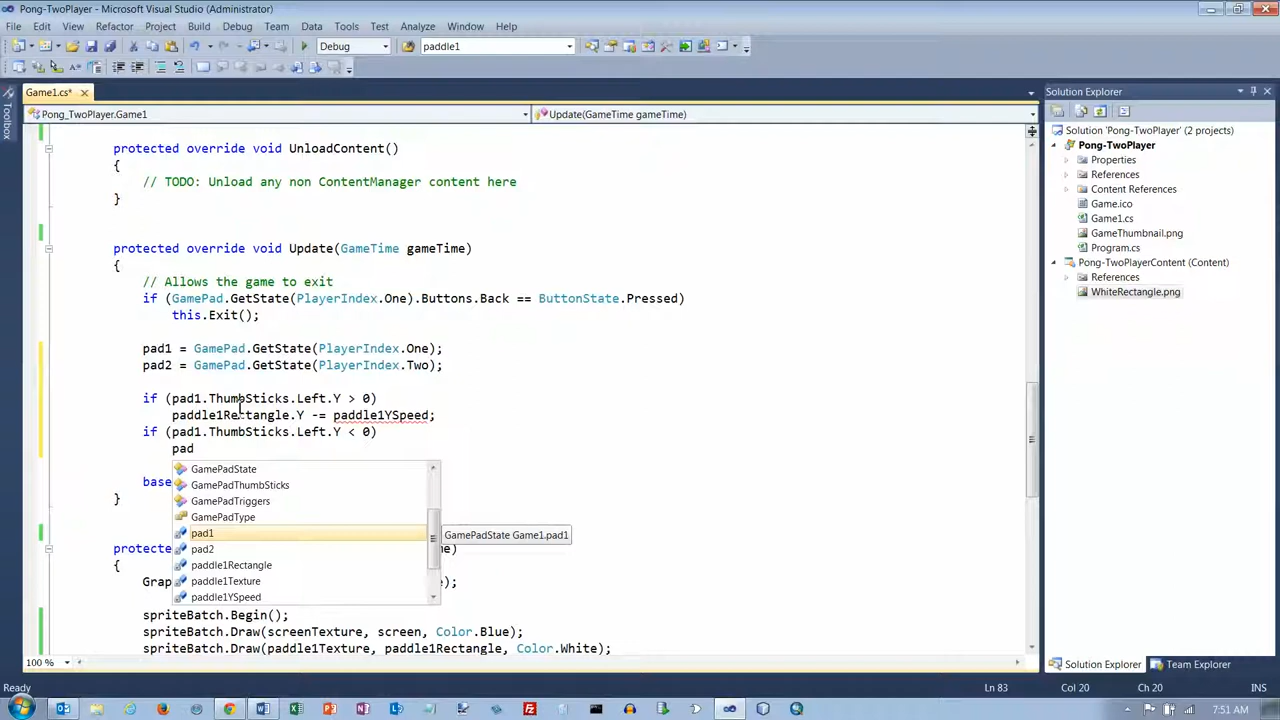 Pong-TwoPlayer - Microsoft Visual Studio (Administrator)
File Edit View Refactor Project Build Debug Team Data Tools Test Analyze Window Help
Debug paddle1
Toolbox
Game1.cs*
Pong_TwoPlayer.Game1 Update(GameTime gameTime)
protected override void UnloadContent()
{
// TODO: Unload any non ContentManager content here
}
protected override void Update(GameTime gameTime)
{
// Allows the game to exit
if (GamePad.GetState(PlayerIndex.One).Buttons.Back == ButtonState.Pressed)
this.Exit();
pad1 = GamePad.GetState(PlayerIndex.One);
pad2 = GamePad.GetState(PlayerIndex.Two);
if (pad1.ThumbSticks.Left.Y > 0)
paddle1Rectangle.Y -= paddle1YSpeed;
if (pad1.ThumbSticks.Left.Y < 0)
pad
GamePadState
GamePadThumbSticks
GamePadTriggers
GamePadType
pad1
pad2
paddle1Rectangle
paddle1Texture
paddle1YSpeed
GamePadState Game1.pad1
base
}
{
spriteBatch.Begin();
spriteBatch.Draw(screenTexture, screen, Color.Blue);
spriteBatch.Draw(paddle1Texture, paddle1Rectangle, Color.White);
100 %
Solution Explorer
Solution 'Pong-TwoPlayer' (2 projects)
Pong-TwoPlayer
Properties
References
Content References
Game.ico
Game1.cs
GameThumbnail.png
Program.cs
Pong-TwoPlayerContent (Content)
References
WhiteRectangle.png
Solution Explorer Team Explorer
Ready Ln 83 Col 20 Ch 20
7:51 AM